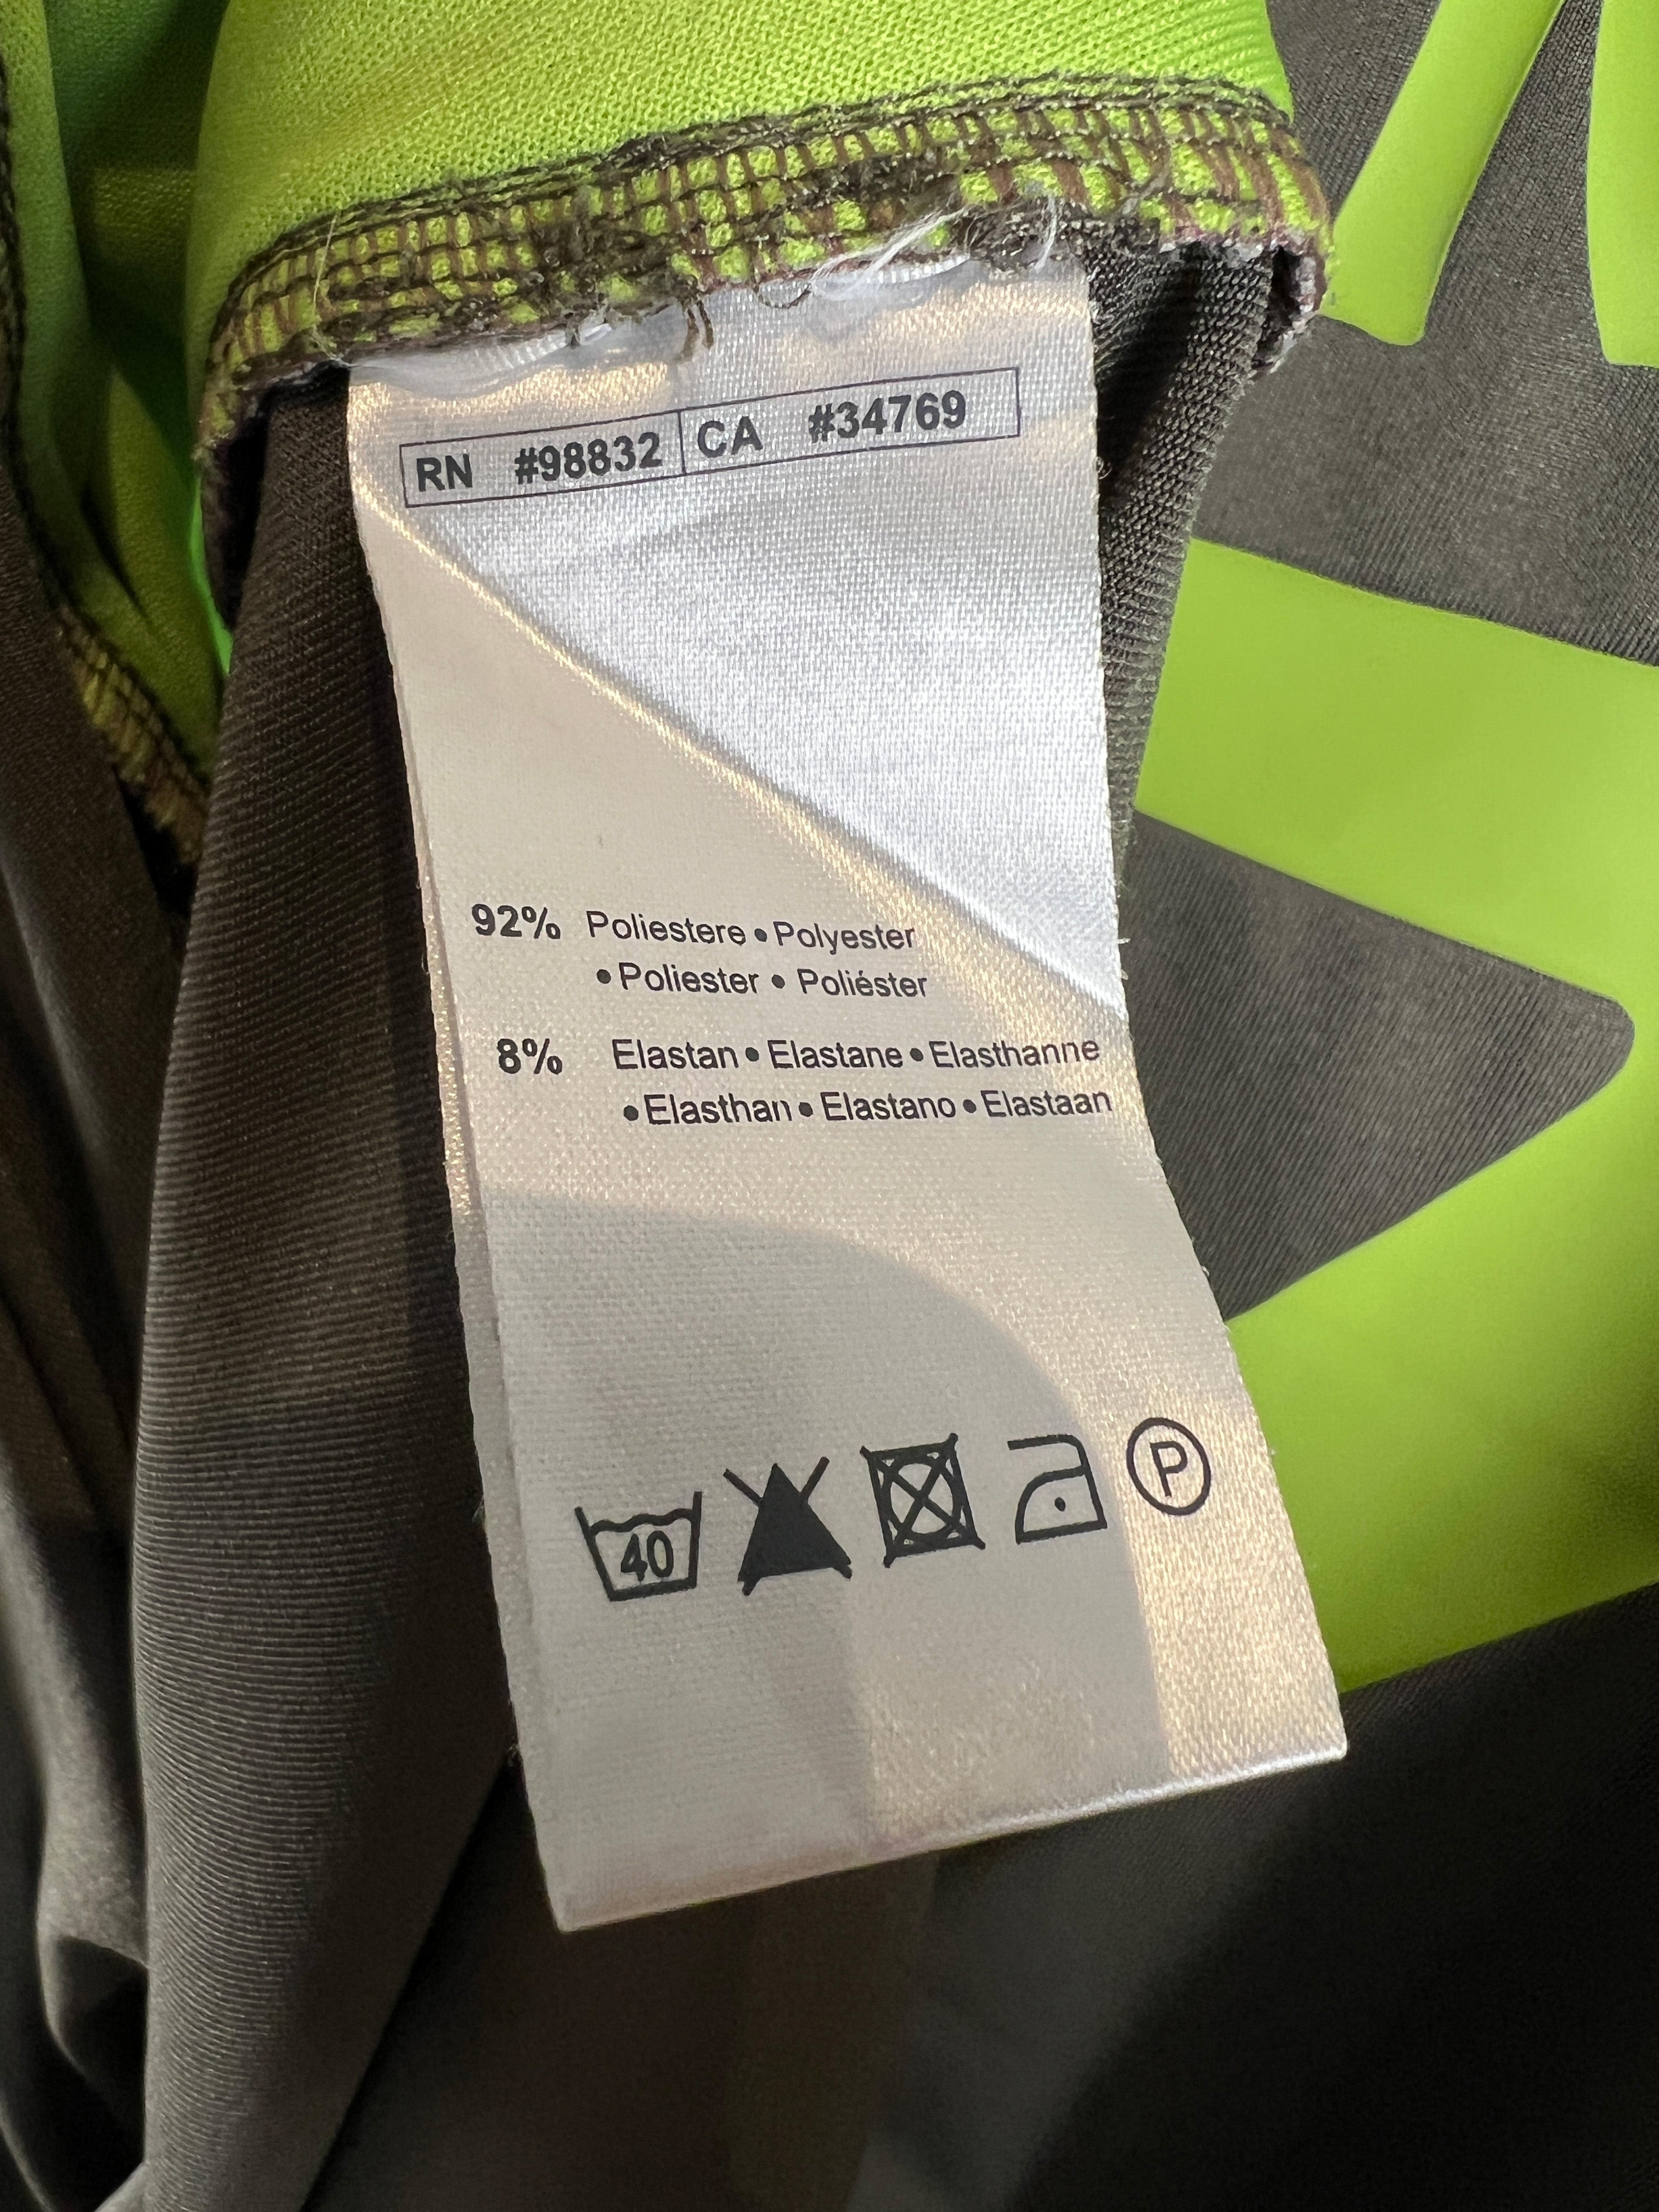 RN #98832 CA #34769
92% Poliestere • Polyester
• Poliester • Poliéster
8% Elastan • Elastane • Elasthanne
• Elasthan • Elastano • Elastaan
40 P